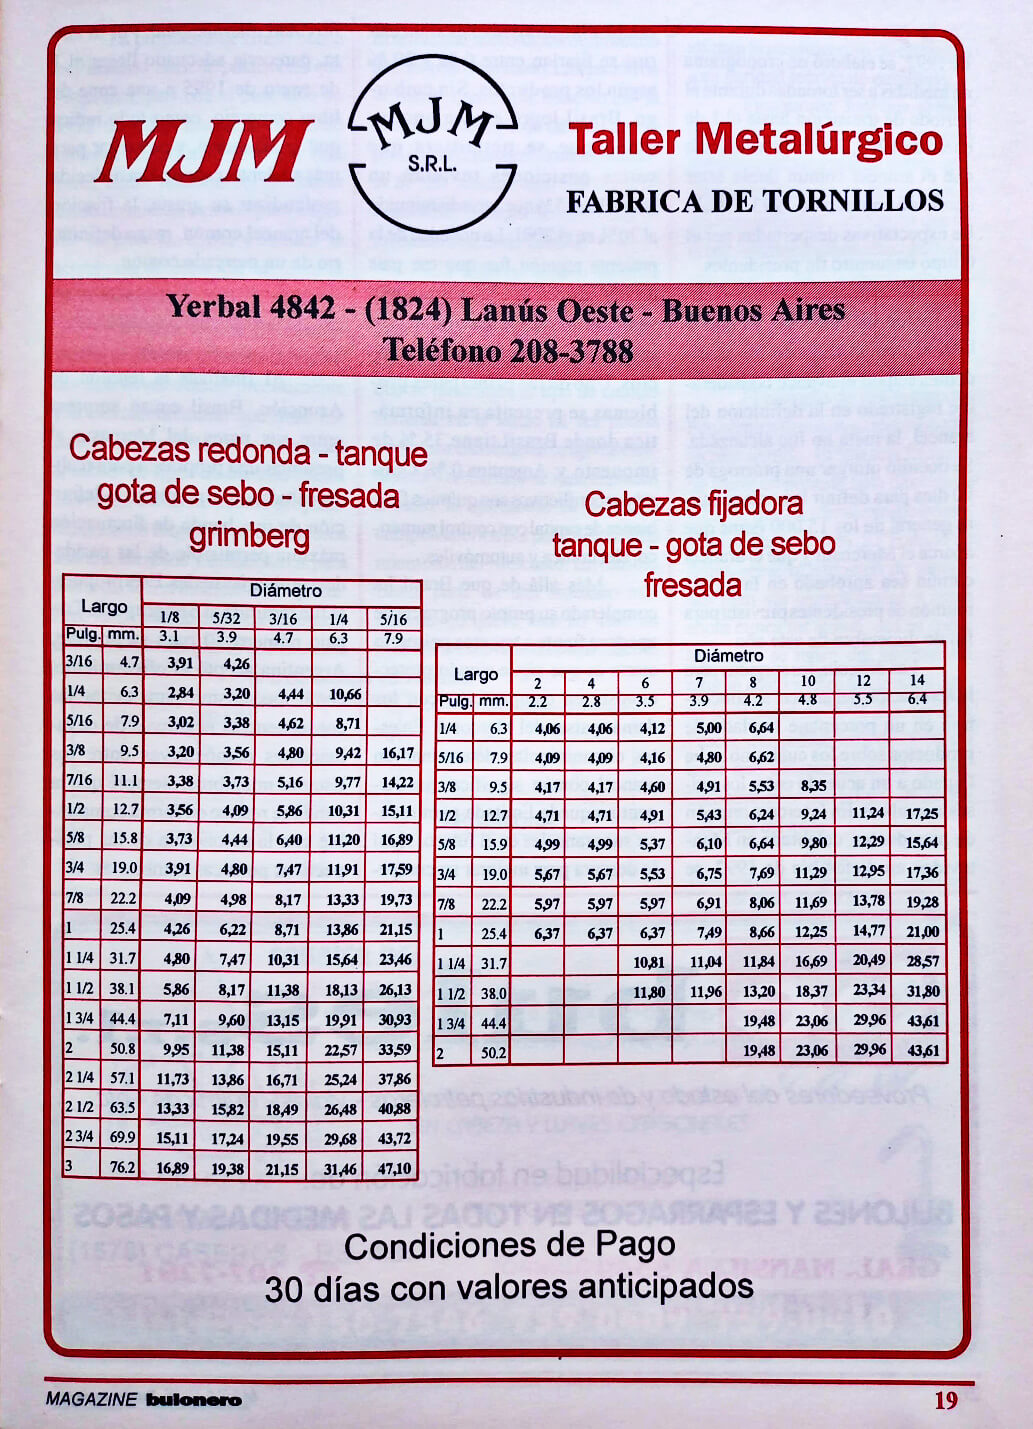 MJM
MJM
S.R.L.
Taller Metalúrgico
FABRICA DE TORNILLOS
Yerbal 4842 - (1824) Lanús Oeste - Buenos Aires
Teléfono 208-3788
Cabezas redonda - tanque
gota de sebo - fresada
grimberg
Largo Diámetro
1/8 5/32 3/16 1/4 5/16
Pulg. mm. 3.1 3.9 4.7 6.3 7.9
3/16 4.7 3,91 4,26
1/4 6.3 2,84 3,20 4,44 10,66
5/16 7.9 3,02 3,38 4,62 8,71
3/8 9.5 3,20 3,56 4,80 9,42 16,17
7/16 11.1 3,38 3,73 5,16 9,77 14,22
1/2 12.7 3,56 4,09 5,86 10,31 15,11
5/8 15.8 3,73 4,44 6,40 11,20 16,89
3/4 19.0 3,91 4,80 7,47 11,91 17,59
7/8 22.2 4,09 4,98 8,17 13,33 19,73
1 25.4 4,26 6,22 8,71 13,86 21,15
1 1/4 31.7 4,80 7,47 10,31 15,64 23,46
1 1/2 38.1 5,86 8,17 11,38 18,13 26,13
1 3/4 44.4 7,11 9,60 13,15 19,91 30,93
2 50.8 9,95 11,38 15,11 22,57 33,59
2 1/4 57.1 11,73 13,86 16,71 25,24 37,86
2 1/2 63.5 13,33 15,82 18,49 26,48 40,88
2 3/4 69.9 15,11 17,24 19,55 29,68 43,72
3 76.2 16,89 19,38 21,15 31,46 47,10
Cabezas fijadora
tanque - gota de sebo
fresada
Largo Diámetro
2 4 6 7 8 10 12 14
Pulg. mm. 2.2 2.8 3.5 3.9 4.2 4.8 5.5 6.4
1/4 6.3 4,06 4,06 4,12 5,00 6,64
5/16 7.9 4,09 4,09 4,16 4,80 6,62
3/8 9.5 4,17 4,17 4,60 4,91 5,53 8,35
1/2 12.7 4,71 4,71 4,91 5,43 6,24 9,24 11,24 17,25
5/8 15.9 4,99 4,99 5,37 6,10 6,64 9,80 12,29 15,64
3/4 19.0 5,67 5,67 5,53 6,75 7,69 11,29 12,95 17,36
7/8 22.2 5,97 5,97 5,97 6,91 8,06 11,69 13,78 19,28
1 25.4 6,37 6,37 6,37 7,49 8,66 12,25 14,77 21,00
1 1/4 31.7 10,81 11,04 11,84 16,69 20,49 28,57
1 1/2 38.0 11,80 11,96 13,20 18,37 23,34 31,80
1 3/4 44.4 19,48 23,06 29,96 43,61
2 50.2 19,48 23,06 29,96 43,61
Condiciones de Pago
30 días con valores anticipados
MAGAZINE bulonero
19